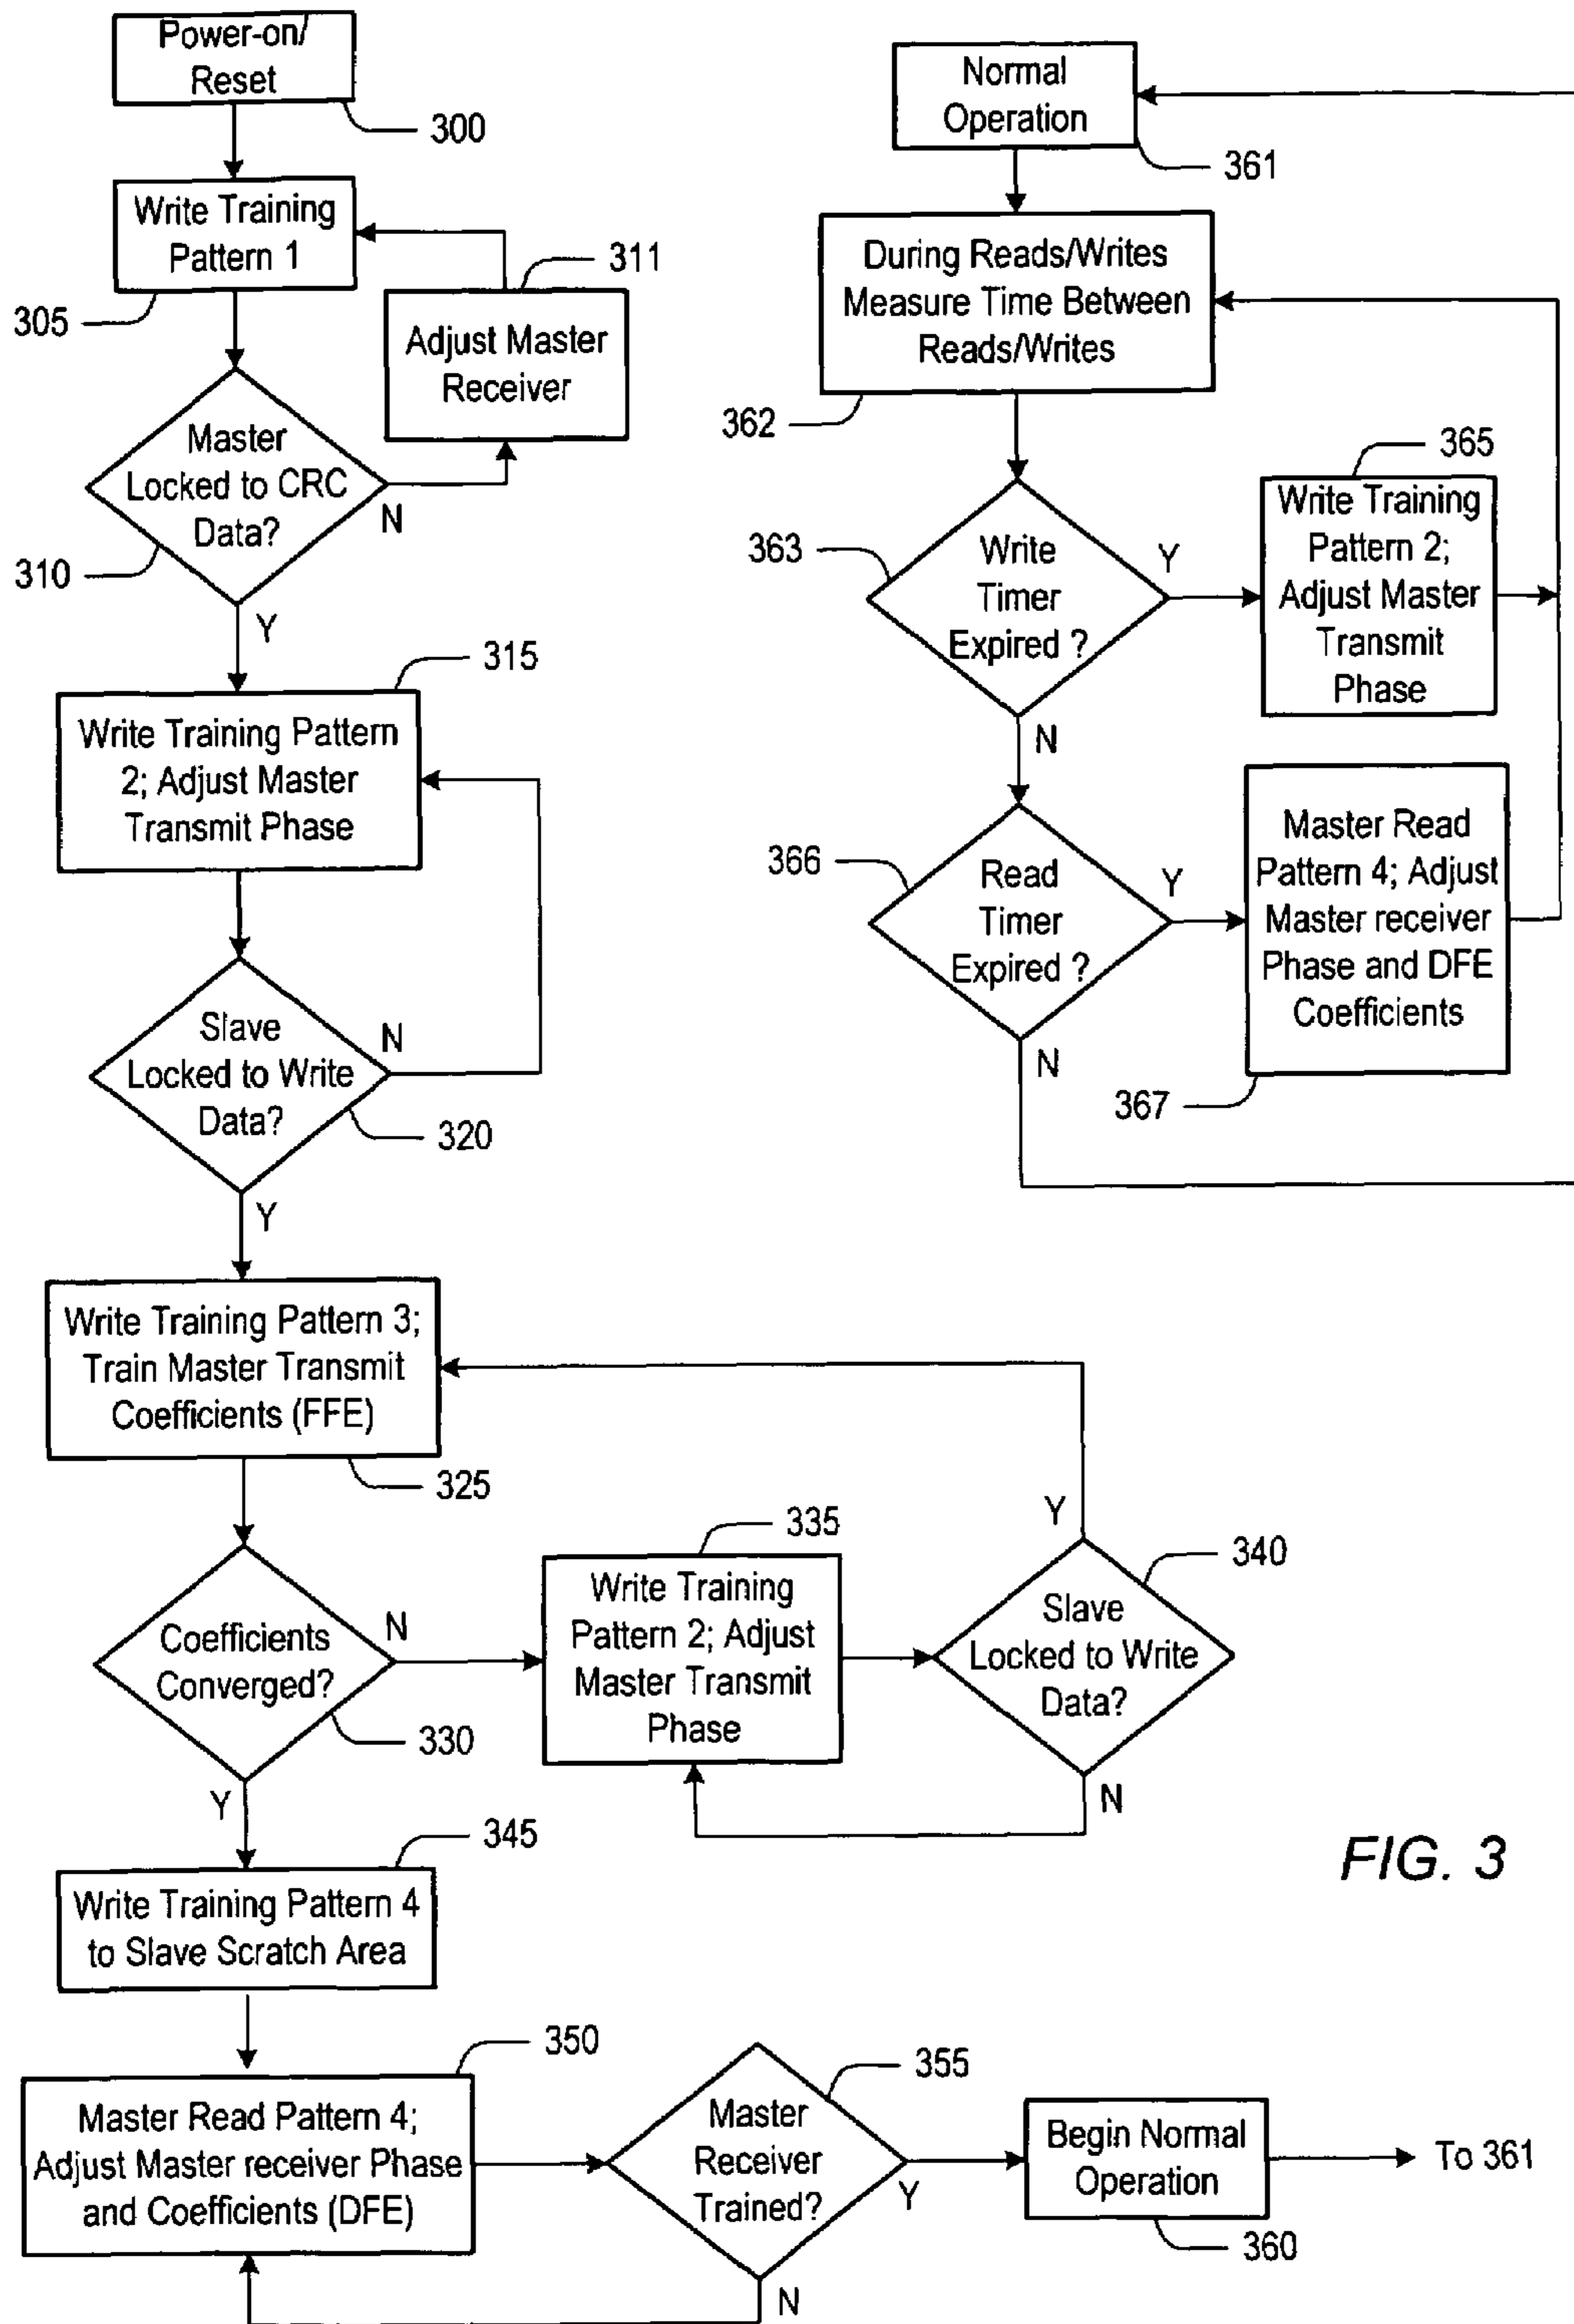 Power-on/
Reset
300
Write Training
Pattern 1
305
311
Adjust Master
Receiver
Master
Locked to CRC
Data?
N
310
Y
315
Write Training Pattern
2; Adjust Master
Transmit Phase
Slave
Locked to Write
Data?
N
320
Y
Write Training Pattern 3;
Train Master Transmit
Coefficients (FFE)
325
Coefficients
Converged?
N
330
Y
335
Write Training
Pattern 2; Adjust
Master Transmit
Phase
Y
340
Slave
Locked to Write
Data?
N
345
Write Training Pattern 4
to Slave Scratch Area
350
Master Read Pattern 4;
Adjust Master receiver Phase
and Coefficients (DFE)
355
Master
Receiver
Trained?
Y
N
Begin Normal
Operation
360
To 361
Normal
Operation
361
During Reads/Writes
Measure Time Between
Reads/Writes
362
363
Write
Timer
Expired ?
Y
N
365
Write Training
Pattern 2;
Adjust Master
Transmit
Phase
366
Read
Timer
Expired ?
Y
N
Master Read
Pattern 4; Adjust
Master receiver
Phase and DFE
Coefficients
367
FIG. 3